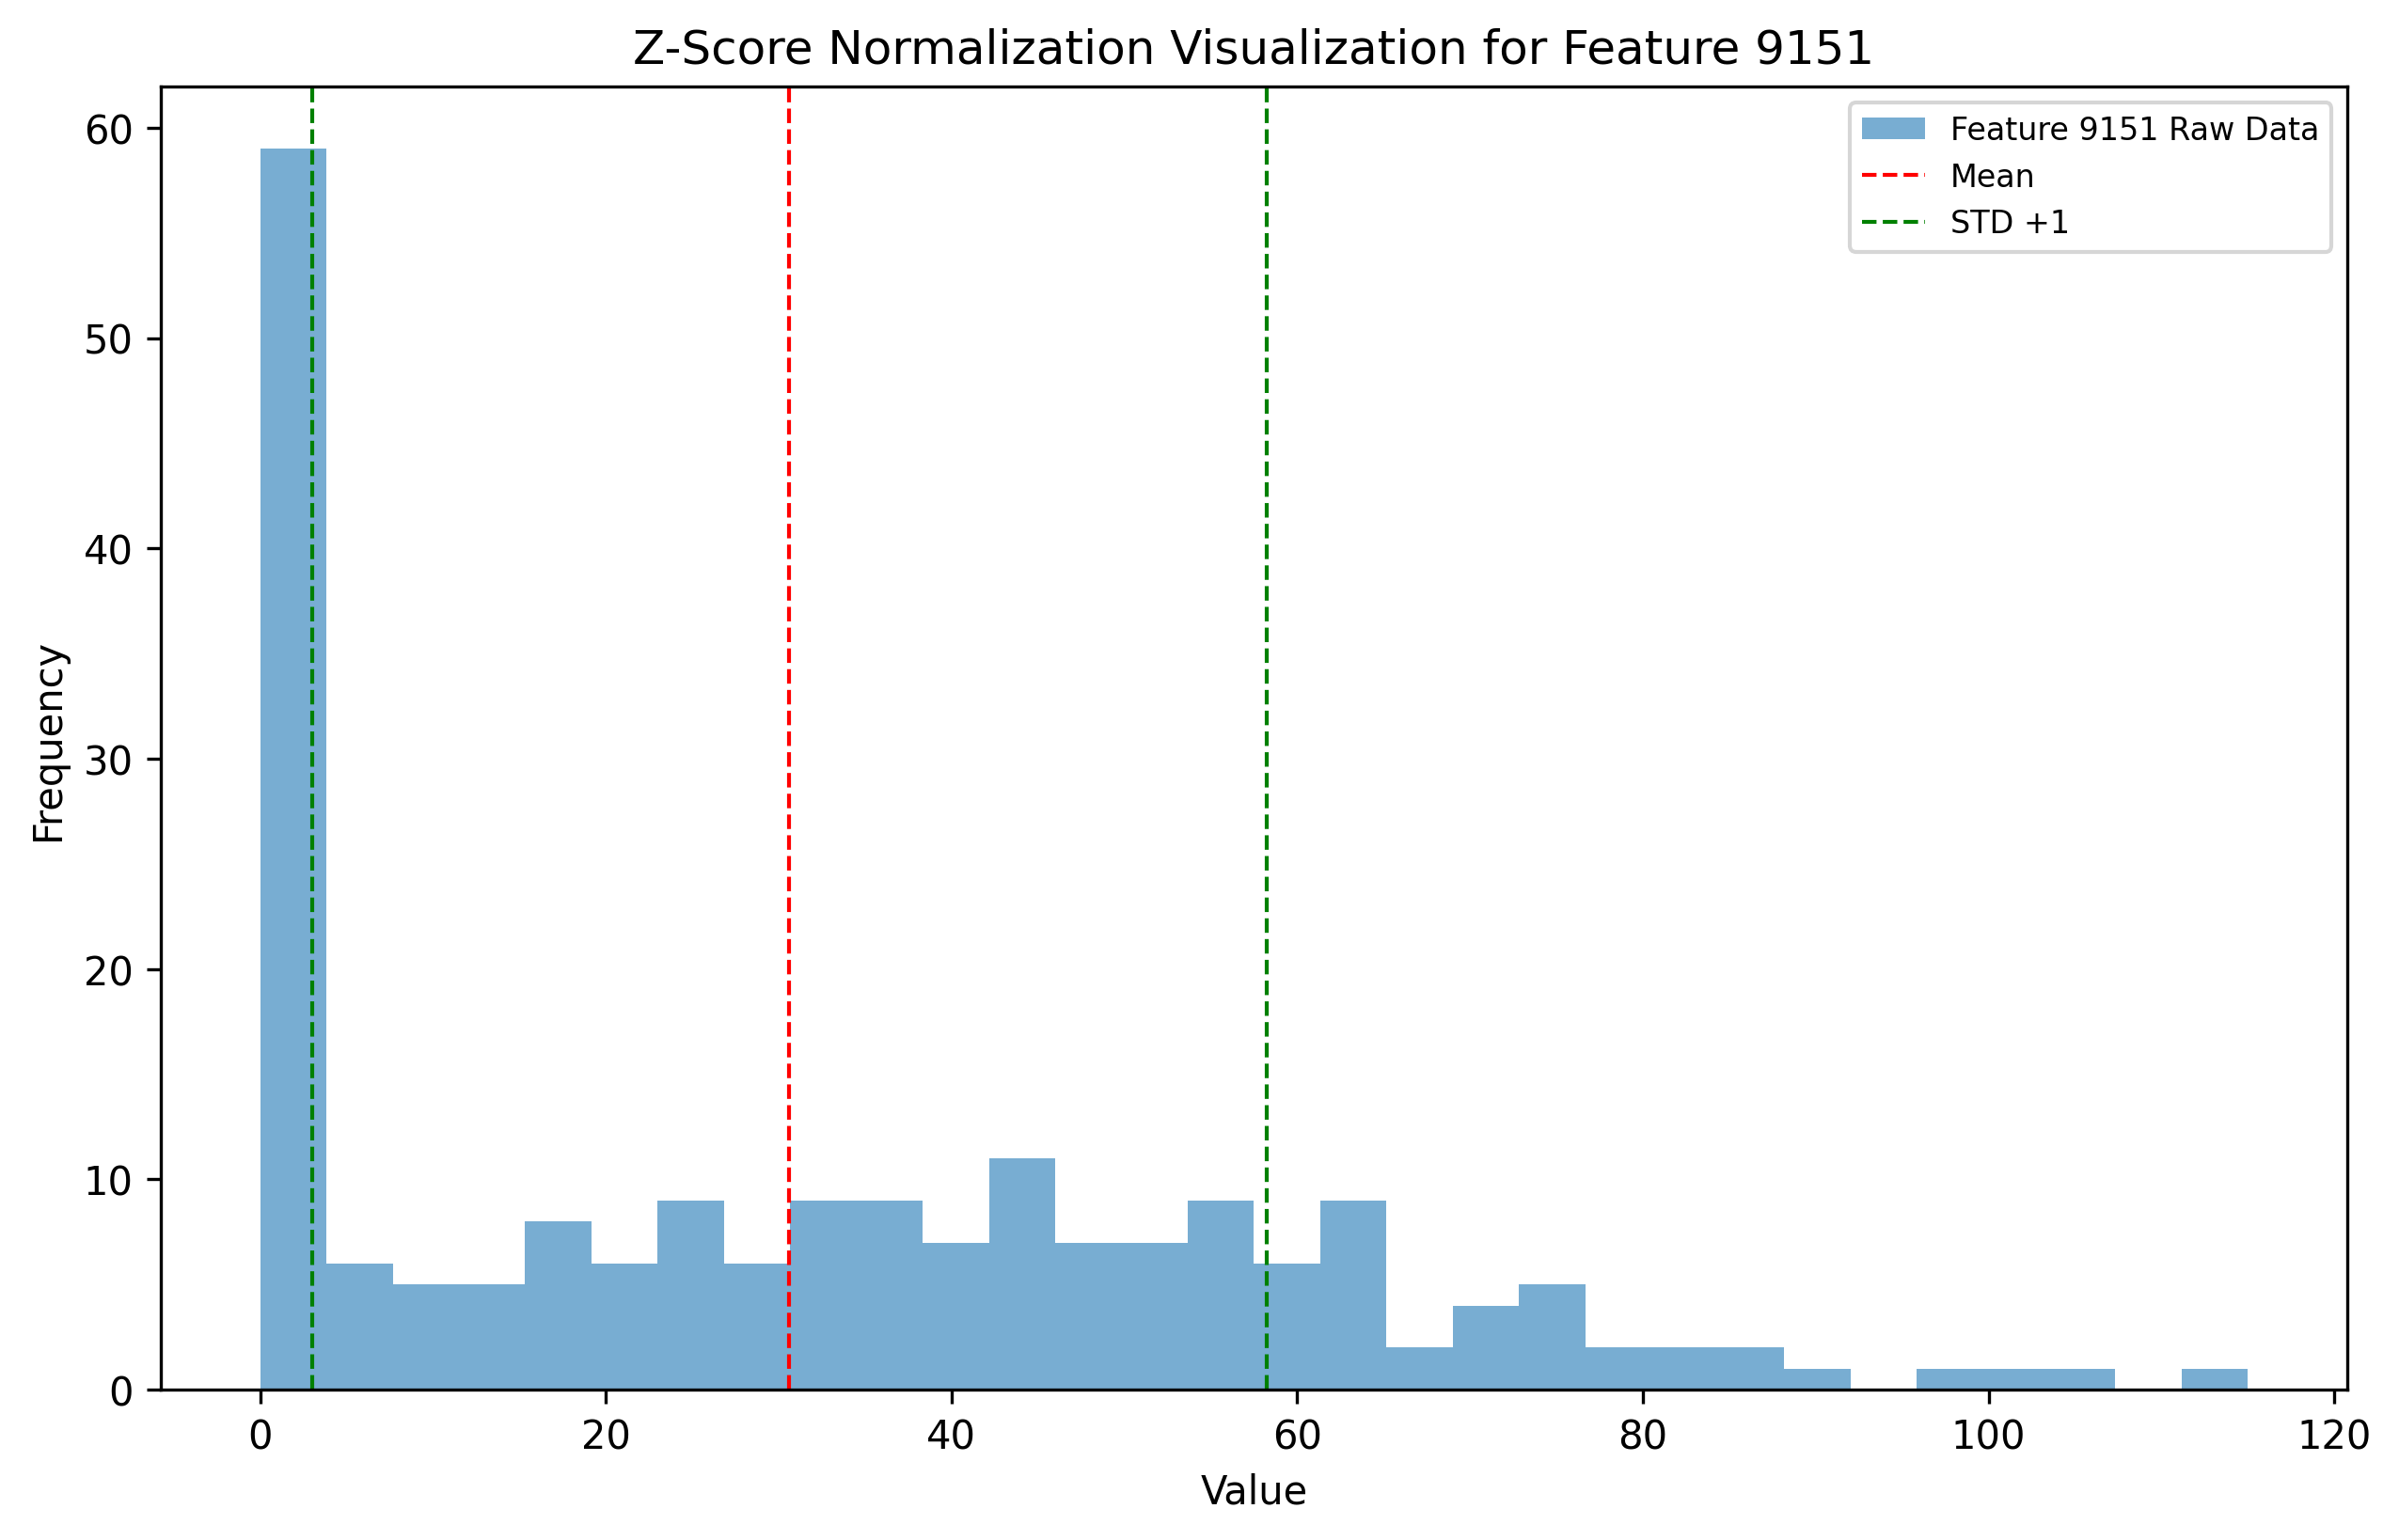 Z-Score Normalization Visualization for Feature 9151
Feature 9151 Raw Data
Mean
STD +1
Frequency
60
50
40
30
20
10
0
0 20 40 60 80 100 120
Value